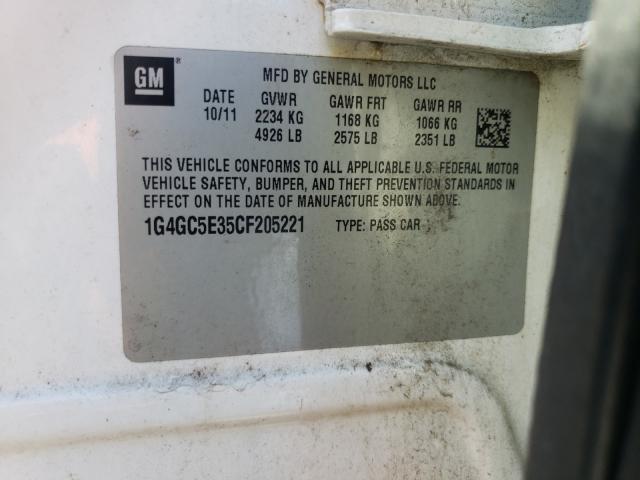 GM ®
MFD BY GENERAL MOTORS LLC
DATE GVWR GAWR FRT GAWR RR
10/11 2234 KG 1168 KG 1066 KG
4926 LB 2575 LB 2351 LB
THIS VEHICLE CONFORMS TO ALL APPLICABLE U.S. FEDERAL MOTOR
VEHICLE SAFETY, BUMPER, AND THEFT PREVENTION STANDARDS IN
EFFECT ON THE DATE OF MANUFACTURE SHOWN ABOVE.
1G4GC5E35CF205221 TYPE: PASS CAR